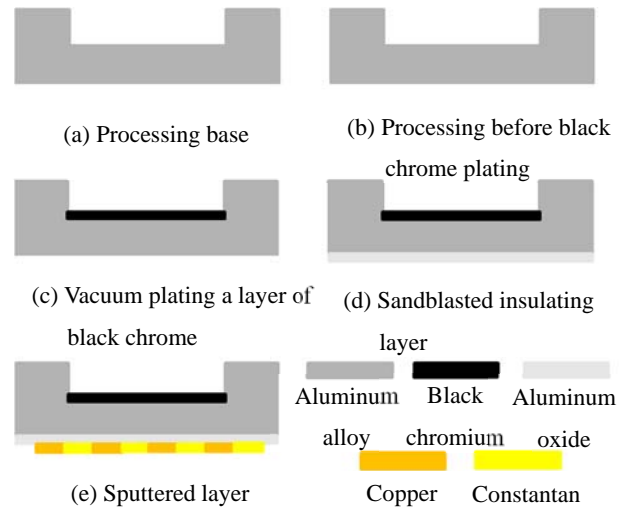 (a) Processing base
(b) Processing before black
chrome plating
(c) Vacuum plating a layer of
black chrome
(d) Sandblasted insulating
layer
Aluminum
alloy
Black
chromium
Aluminum
oxide
(e) Sputtered layer
Copper
Constantan